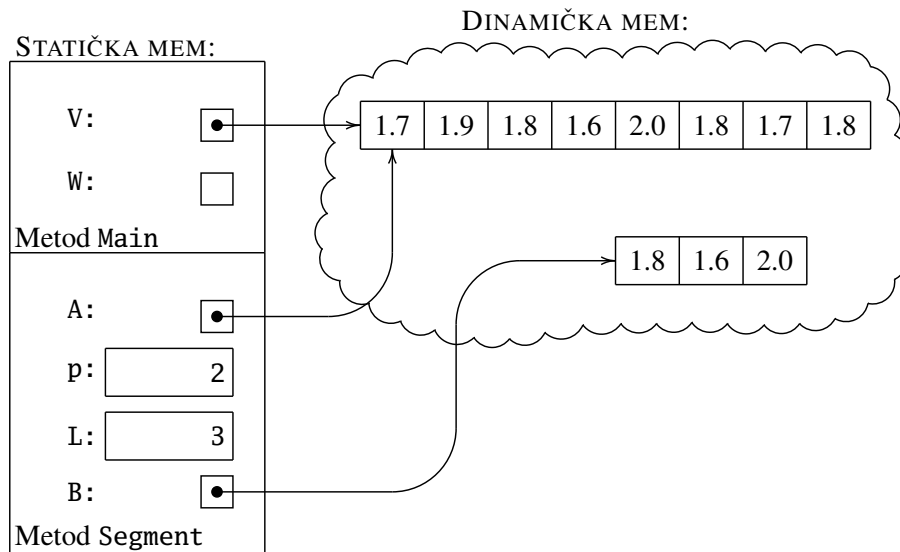 DINAMIČKA MEM:
STATIČKA MEM:
V:
1.7 1.9 1.8 1.6 2.0 1.8 1.7 1.8
W:
Metod Main
1.8 1.6 2.0
A:
p: 2
L: 3
B:
Metod Segment